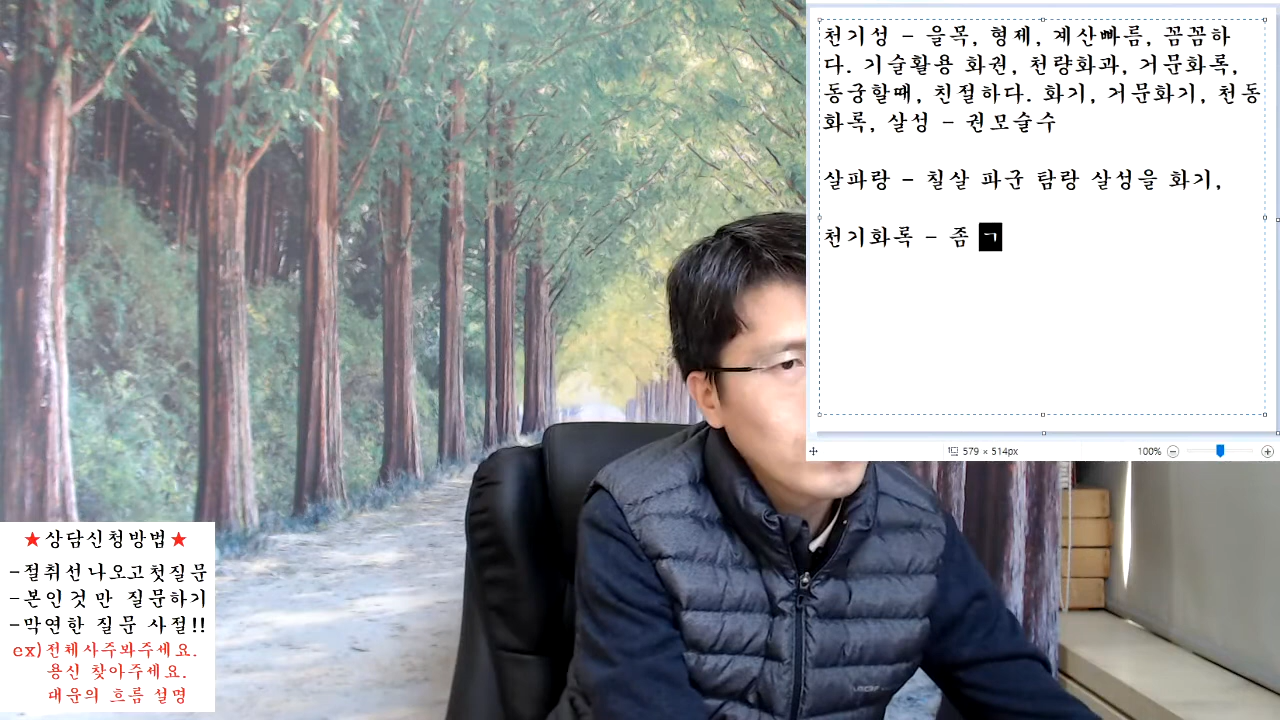 천기성 - 을목, 형제, 계산빠름, 꼼꼼하
다. 기술활용 화권, 천량화과, 거문화록,
동궁할때, 친절하다. 화기, 거문화기, 천동
화록, 살성 - 권모술수
살파랑 - 칠살 파군 탐랑 살성을 화기,
천기화록 - 좀 ㄱ
579 × 514px
100%
★상담신청방법★
-절취선나오고첫질문
-본인것만 질문하기
-막연한 질문 사절!!
ex)전체사주봐주세요.
용신 찾아주세요.
대운의 흐름 설명